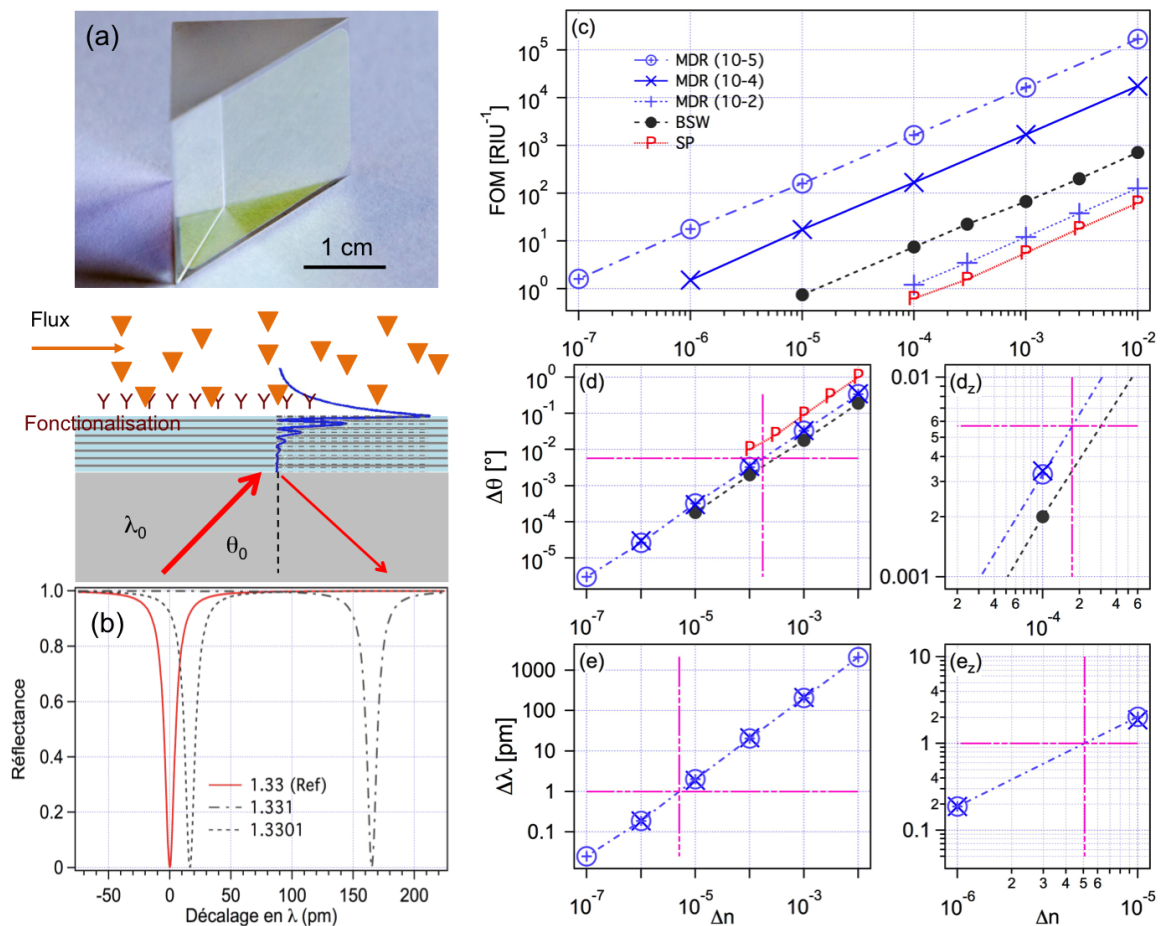 (a)
1 cm
Flux
Fonctionalisation
λ0
θ0
(b)
1.0
0.8
0.6
0.4
0.2
0
Réflectance
1.33 (Ref)
1.331
1.3301
-50 0 50 100 150 200
Décalage en λ (pm)
(c)
MDR (10-5)
MDR (10-4)
MDR (10-2)
BSW
P SP
FOM [RIU-1]
10^5
10^4
10^3
10^2
10^1
10^0
10^-7 10^-6 10^-5 10^-4 10^-3 10^-2
(d)
Δθ [°]
10^0
10^-1
10^-2
10^-3
10^-4
10^-5
10^-7 10^-5 10^-3
(dz)
0.01
6
5
4
3
2
0.001
2 4 6 2 4 6
10^-4
(e)
Δλ [pm]
1000
100
10
1
0.1
10^-7 10^-5 10^-3
Δn
(ez)
10
8
6
4
2
1
8
6
4
2
0.1
8
6
2 3 4 5 6
10^-6 10^-5
Δn